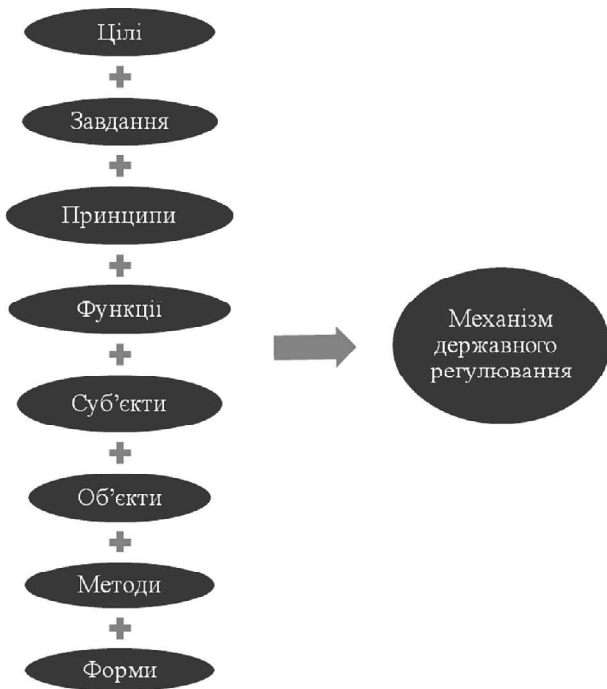 Цілі
Завдання
Принципи
Функції
Суб’єкти
Об’єкти
Методи
Форми
Механізм
державного
регулювання